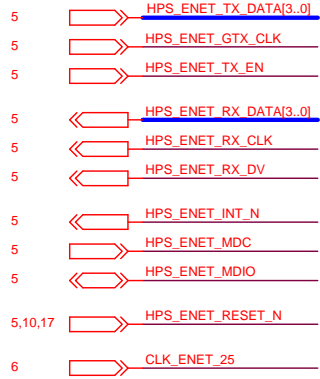 5 HPS_ENET_TX_DATA[3..0]
5 HPS_ENET_GTX_CLK
5 HPS_ENET_TX_EN
5 HPS_ENET_RX_DATA[3..0]
5 HPS_ENET_RX_CLK
5 HPS_ENET_RX_DV
5 HPS_ENET_INT_N
5 HPS_ENET_MDC
5 HPS_ENET_MDIO
5,10,17 HPS_ENET_RESET_N
6 CLK_ENET_25